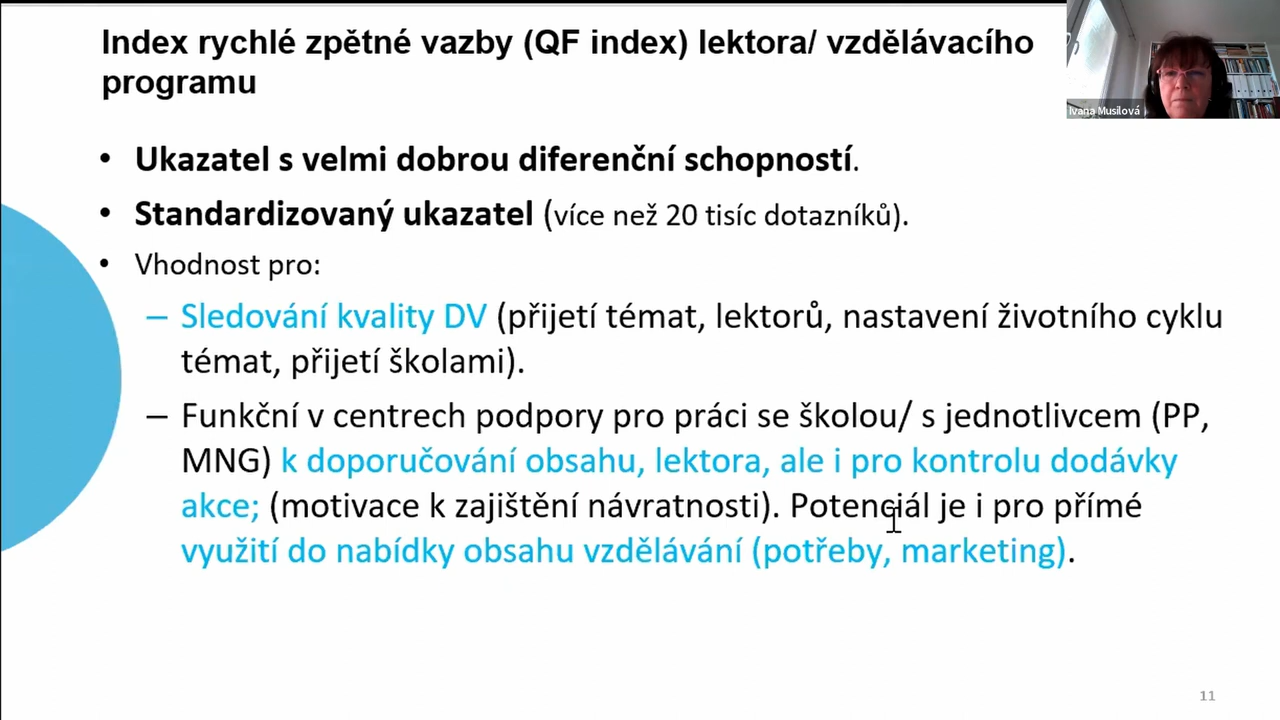 Index rychlé zpětné vazby (QF index) lektora/ vzdělávacího
programu
Ivana Musilová
• Ukazatel s velmi dobrou diferenční schopností.
• Standardizovaný ukazatel (více než 20 tisíc dotazníků).
• Vhodnost pro:
– Sledování kvality DV (přijetí témat, lektorů, nastavení životního cyklu
témat, přijetí školami).
– Funkční v centrech podpory pro práci se školou/ s jednotlivcem (PP,
MNG) k doporučování obsahu, lektora, ale i pro kontrolu dodávky
akce; (motivace k zajištění návratnosti). Potenciál je i pro přímé
využití do nabídky obsahu vzdělávání (potřeby, marketing).
11